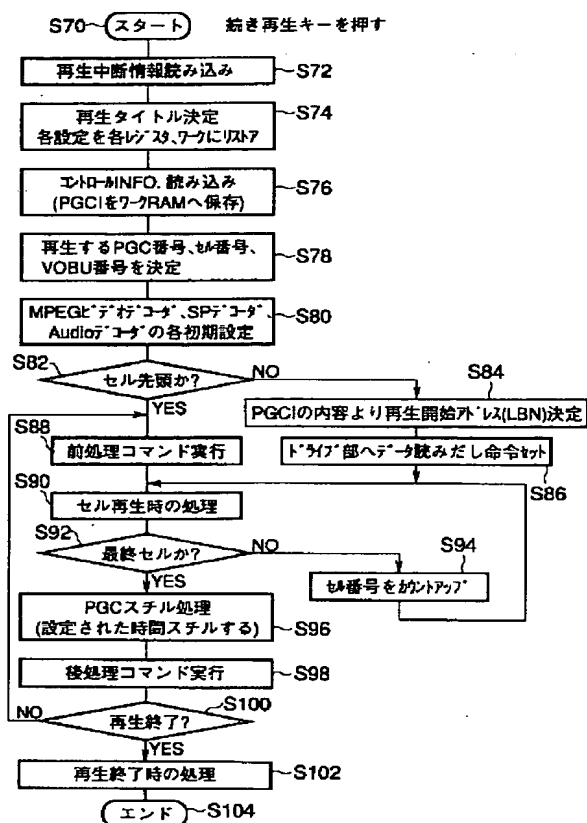 S70 スタート 続き再生キーを押す
再生中断情報読み込み S72
S74
再生タイトル決定
各設定を各レジスタ、ワークにリストア
コントロールINFO. 読み込み S76
(PGCIをワークRAMへ保存)
再生するPGC番号、セル番号、 S78
VOBU番号を決定
MPEGビデオデコーダ、SPデコーダ、 S80
Audioデコーダの各初期設定
S82
セル先頭か? NO
S84
YES
PGCIの内容より再生開始アドレス(LBN)決定
S88
前処理コマンド実行
ドライブ部へデータ読みだし命令セット
S86
S90
セル再生時の処理
S92
最終セルか? NO
S94
セル番号をカウントアップ
YES
PGCスチル処理
(設定された時間スチルする) S96
後処理コマンド実行 S98
S100
NO 再生終了?
YES
再生終了時の処理 S102
エンド S104